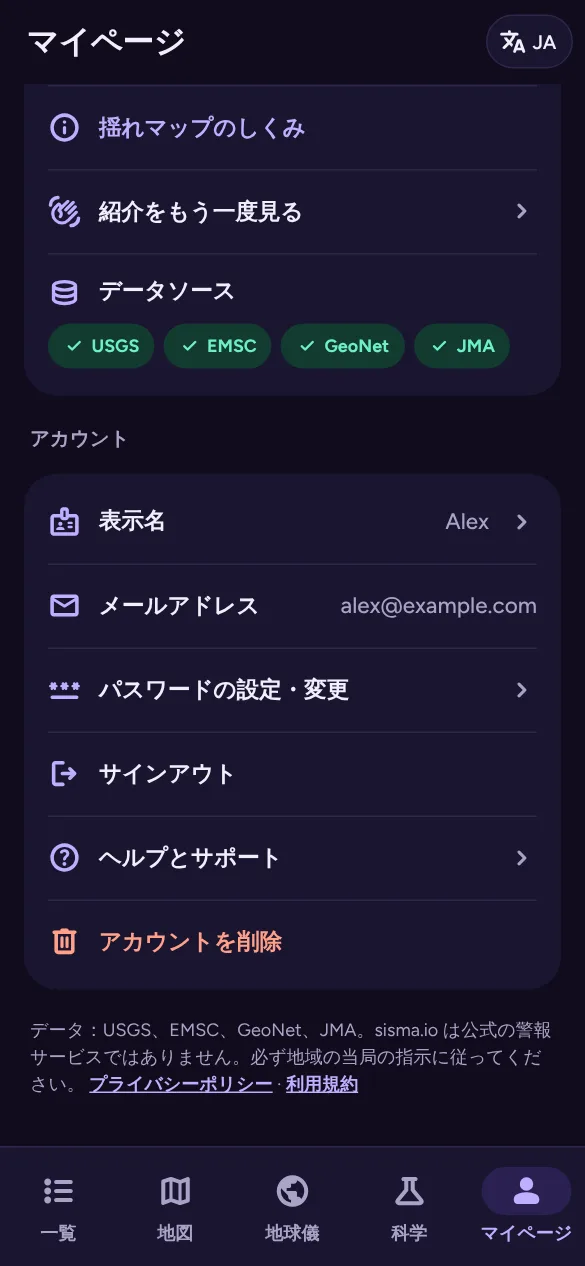 マイページ
JA
揺れマップのしくみ
紹介をもう一度見る
データソース
USGS
EMSC
GeoNet
JMA
アカウント
表示名 Alex
メールアドレス alex@example.com
パスワードの設定・変更
サインアウト
ヘルプとサポート
アカウントを削除
データ：USGS、EMSC、GeoNet、JMA。sisma.io は公式の警報
サービスではありません。必ず地域の当局の指示に従ってくだ
さい。 プライバシーポリシー · 利用規約
一覧
地図
地球儀
科学
マイページ